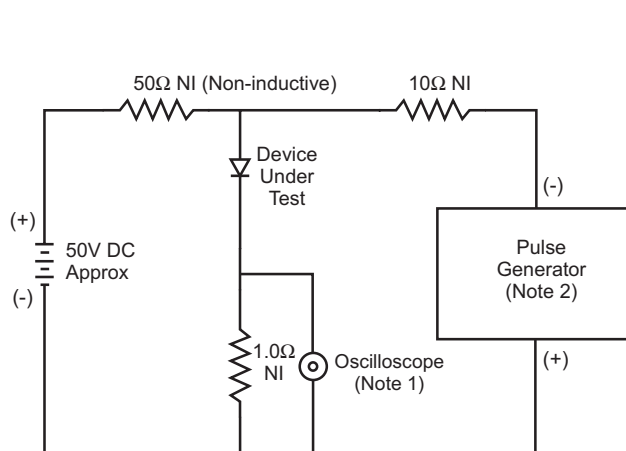 50Ω NI (Non-inductive)
10Ω NI
Device
Under
Test
(+)
50V DC
Approx
(-)
(-)
Pulse
Generator
(Note 2)
(+)
1.0Ω
NI
Oscilloscope
(Note 1)